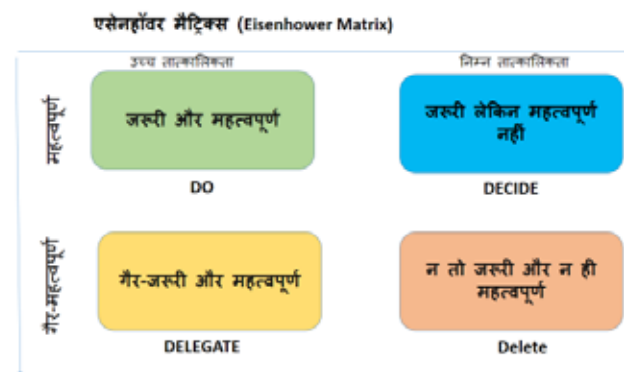 एसेनहॉवर मैट्रिक्स (Eisenhower Matrix)
उच्च तात्कालिकता
निम्न तात्कालिकता
महत्वपूर्ण
जरूरी और महत्वपूर्ण
DO
जरूरी लेकिन महत्वपूर्ण
नहीं
DECIDE
गैर-महत्वपूर्ण
गैर-जरूरी और महत्वपूर्ण
DELEGATE
न तो जरूरी और न ही
महत्वपूर्ण
Delete